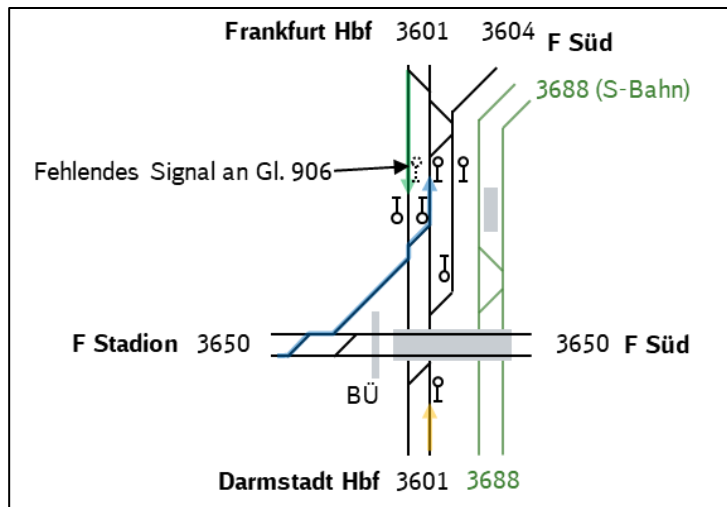 Frankfurt Hbf 3601 3604 F Süd
3688 (S-Bahn)
Fehlendes Signal an Gl. 906
F Stadion 3650 3650 F Süd
BÜ
Darmstadt Hbf 3601 3688